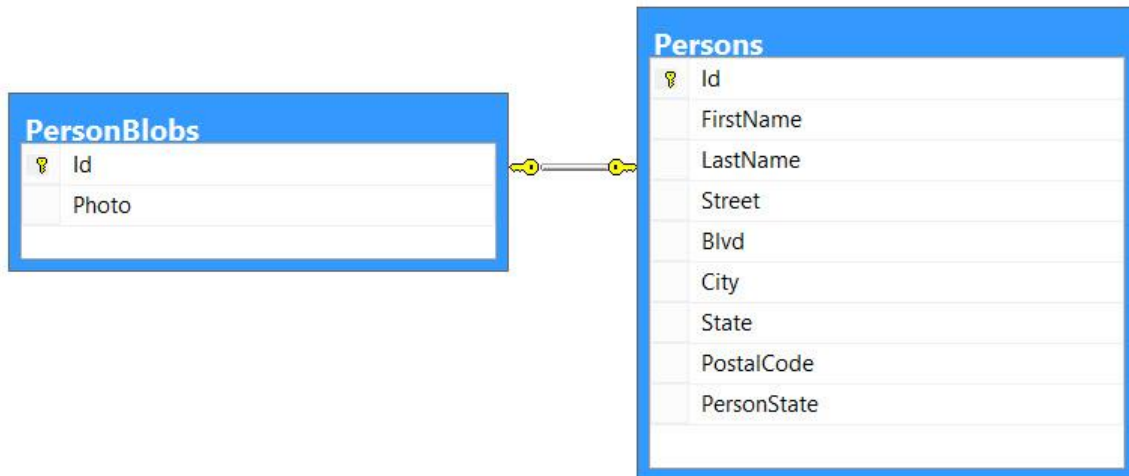 PersonBlobs
Id
Photo
Persons
Id
FirstName
LastName
Street
Blvd
City
State
PostalCode
PersonState